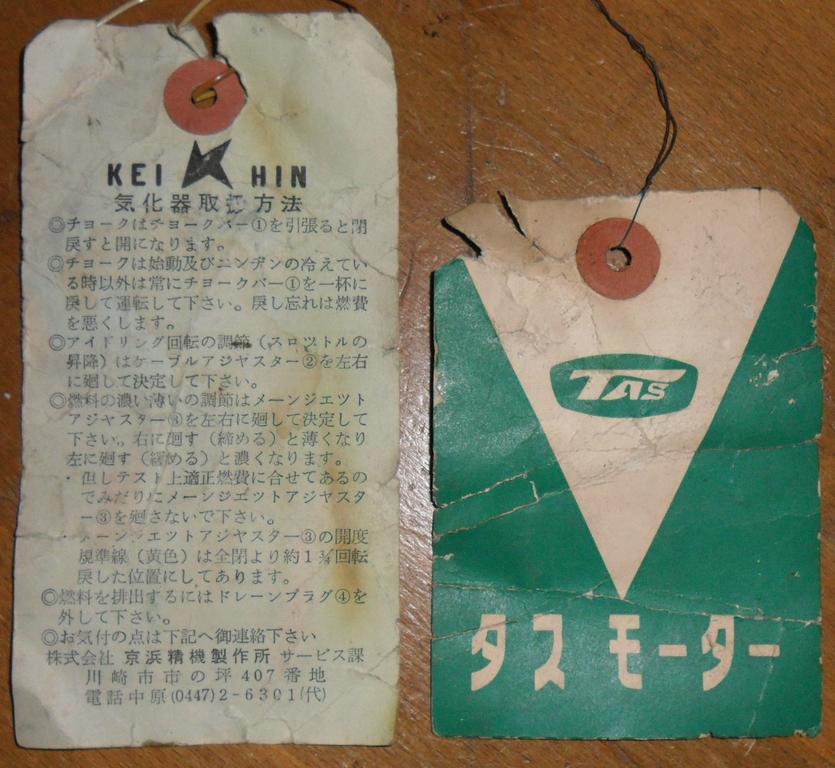 KEI HIN
気化器取扱方法
◎チョークはチョークバー①を引張ると閉
戻すと開になります。
◎チョークは始動及びエンヂンの冷えてい
る時以外は常にチョークバー①を一杯に
戻して運転して下さい。戻し忘れは燃費
を悪くします。
◎アイドリング回転の調節（スロツトルの
昇降）はケーブルアジヤスター②を左右
に廻して決定して下さい。
◎燃料の濃い薄いの調節はメーンジエツト
アジヤスター③を左右に廻して決定して
下さい。右に廻す（締める）と薄くなり
左に廻す（緩める）と濃くなります。
・但しテスト上適正燃費に合せてあるの
でみだりにメーンジエツトアジヤスタ
ー③を廻さないで下さい。
・メーンジエツトアジヤスター③の開度
規準線（黄色）は全閉より約1¾回転
戻した位置にしてあります。
◎燃料を排出するにはドレーンプラグ④を
外して下さい。
◎お気付の点は下記へ御連絡下さい
株式会社 京浜精機製作所 サービス課
川崎市市の坪407番地
電話中原(0447)2-6301(代)
TAS
タス モーター